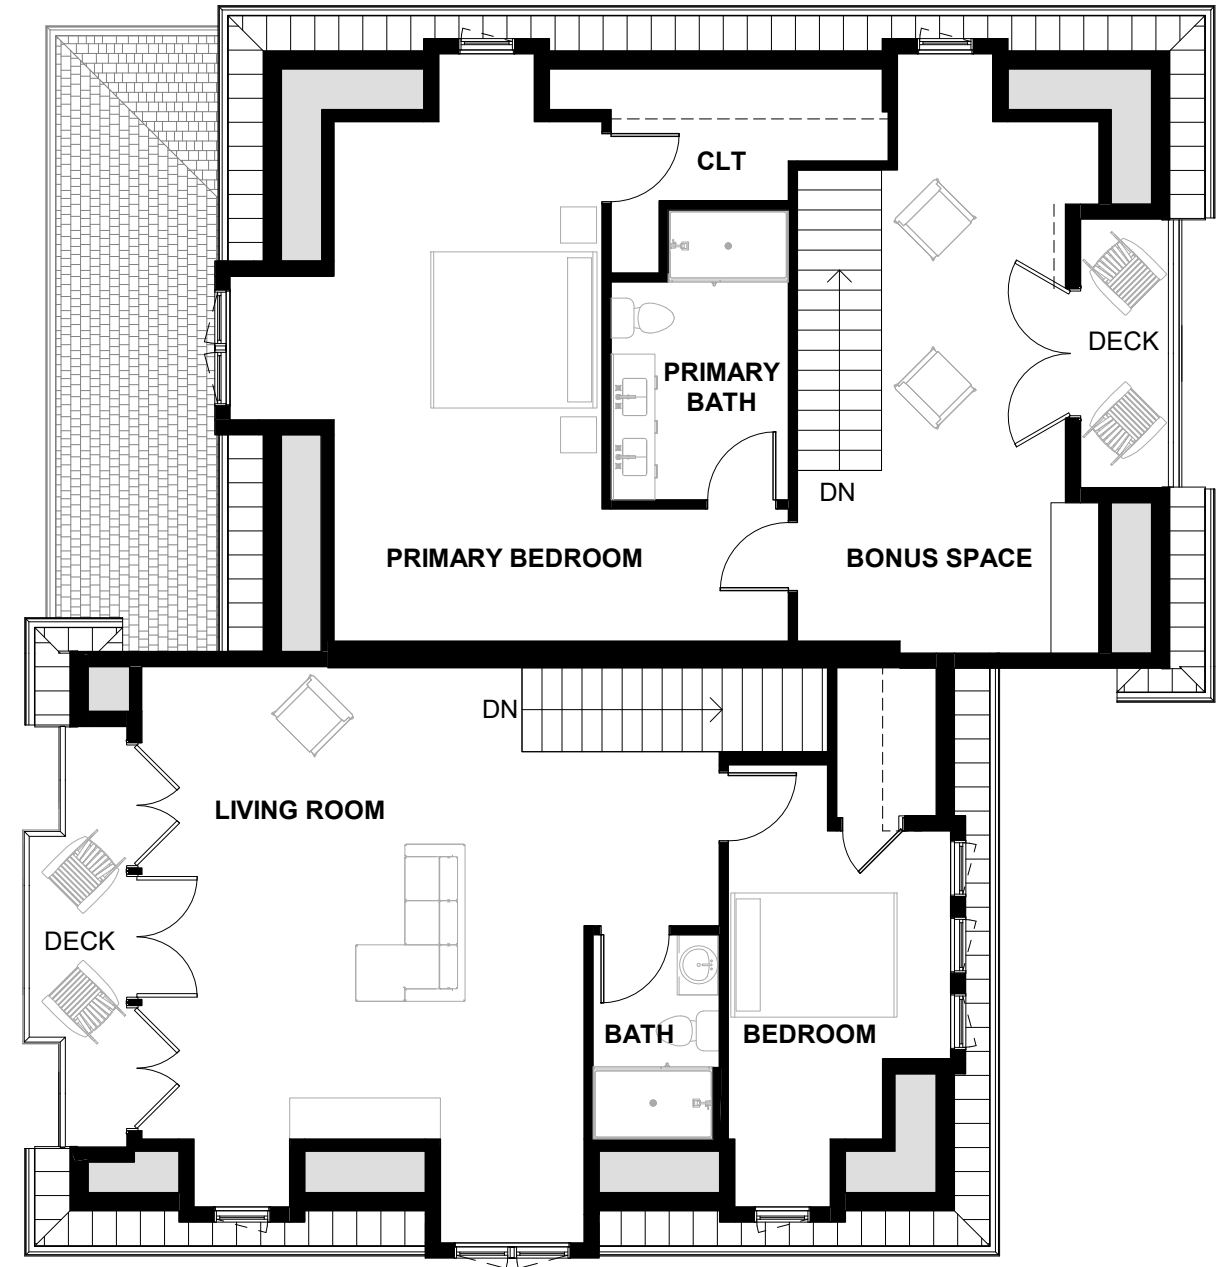 CLT
DECK
PRIMARY
BATH
DN
PRIMARY BEDROOM
BONUS SPACE
DN
LIVING ROOM
DECK
BATH
BEDROOM